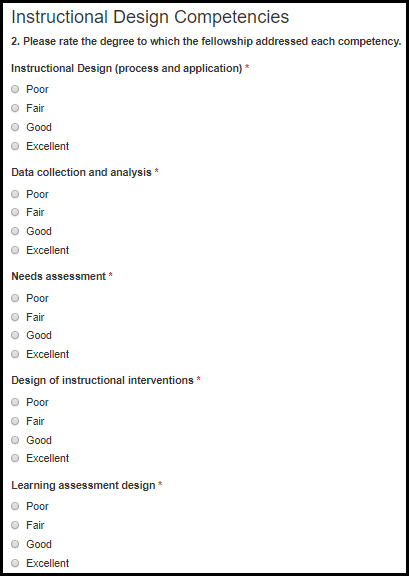 Instructional Design Competencies
2. Please rate the degree to which the fellowship addressed each competency.
Instructional Design (process and application) *
Poor
Fair
Good
Excellent
Data collection and analysis *
Poor
Fair
Good
Excellent
Needs assessment *
Poor
Fair
Good
Excellent
Design of instructional interventions *
Poor
Fair
Good
Excellent
Learning assessment design *
Poor
Fair
Good
Excellent